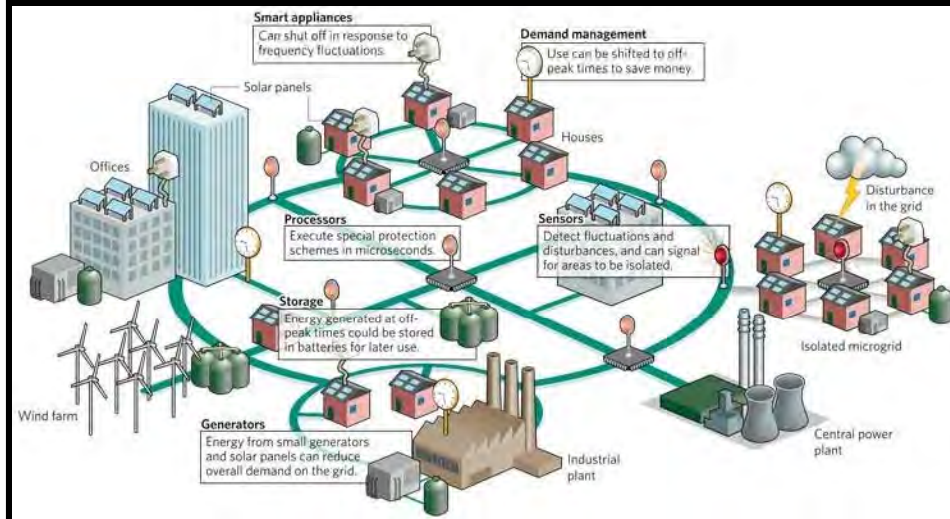 Smart appliances
Can shut off in response to
frequency fluctuations.
Demand management
Use can be shifted to off-
peak times to save money.
Solar panels
Houses
Offices
Disturbance
in the grid
Processors
Execute special protection
schemes in microseconds.
Sensors
Detect fluctuations and
disturbances, and can signal
for areas to be isolated.
Storage
Energy generated at off-
peak times could be stored
in batteries for later use.
Isolated microgrid
Wind farm
Generators
Energy from small generators
and solar panels can reduce
overall demand on the grid.
Industrial
plant
Central power
plant